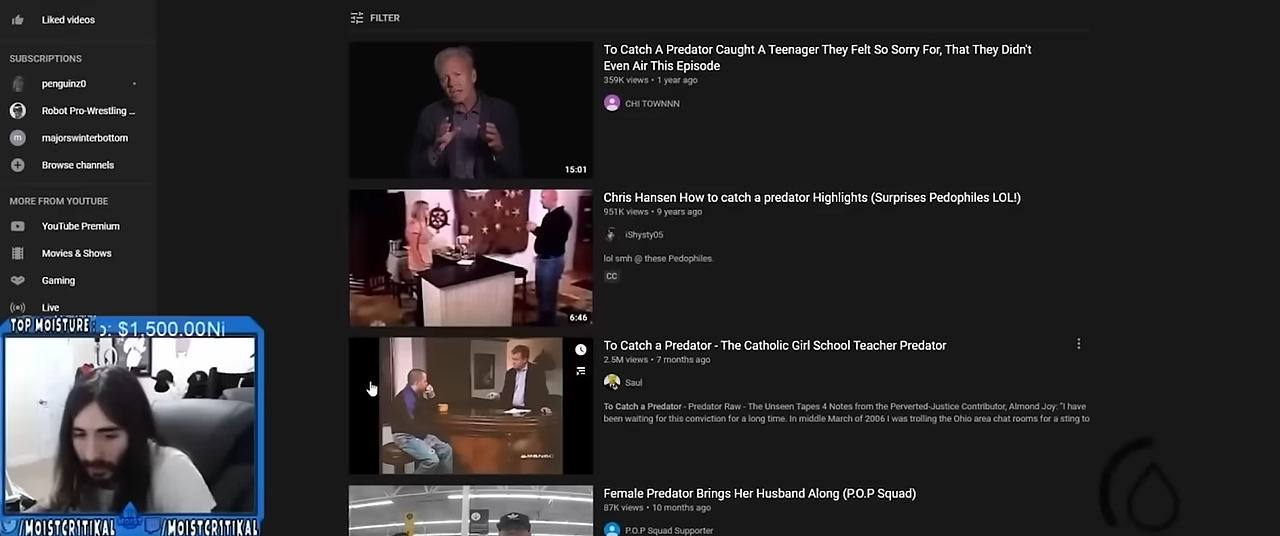 Liked videos
SUBSCRIPTIONS
penguinz0
Robot Pro-Wrestling ...
majorswinterbottom
Browse channels
MORE FROM YOUTUBE
YouTube Premium
Movies & Shows
Gaming
Live
TOP MOISTURE
p: $1,500.00Ni
/MOISTCR1TIKAL
/MOISTCR1TIKAL
FILTER
15:01
To Catch A Predator Caught A Teenager They Felt So Sorry For, That They Didn't
Even Air This Episode
359K views • 1 year ago
CHI TOWNNN
6:46
Chris Hansen How to catch a predator Highlights (Surprises Pedophiles LOL!)
951K views • 9 years ago
iShysty05
lol smh @ these Pedophiles.
CC
To Catch a Predator - The Catholic Girl School Teacher Predator
2.5M views • 7 months ago
Saul
To Catch a Predator - Predator Raw - The Unseen Tapes 4 Notes from the Perverted-Justice Contributor, Almond Joy: "I have
been waiting for this conviction for a long time. In middle March of 2006 I was trolling the Ohio area chat rooms for a sting to
Female Predator Brings Her Husband Along (P.O.P Squad)
87K views • 10 months ago
P.O.P Squad Supporter